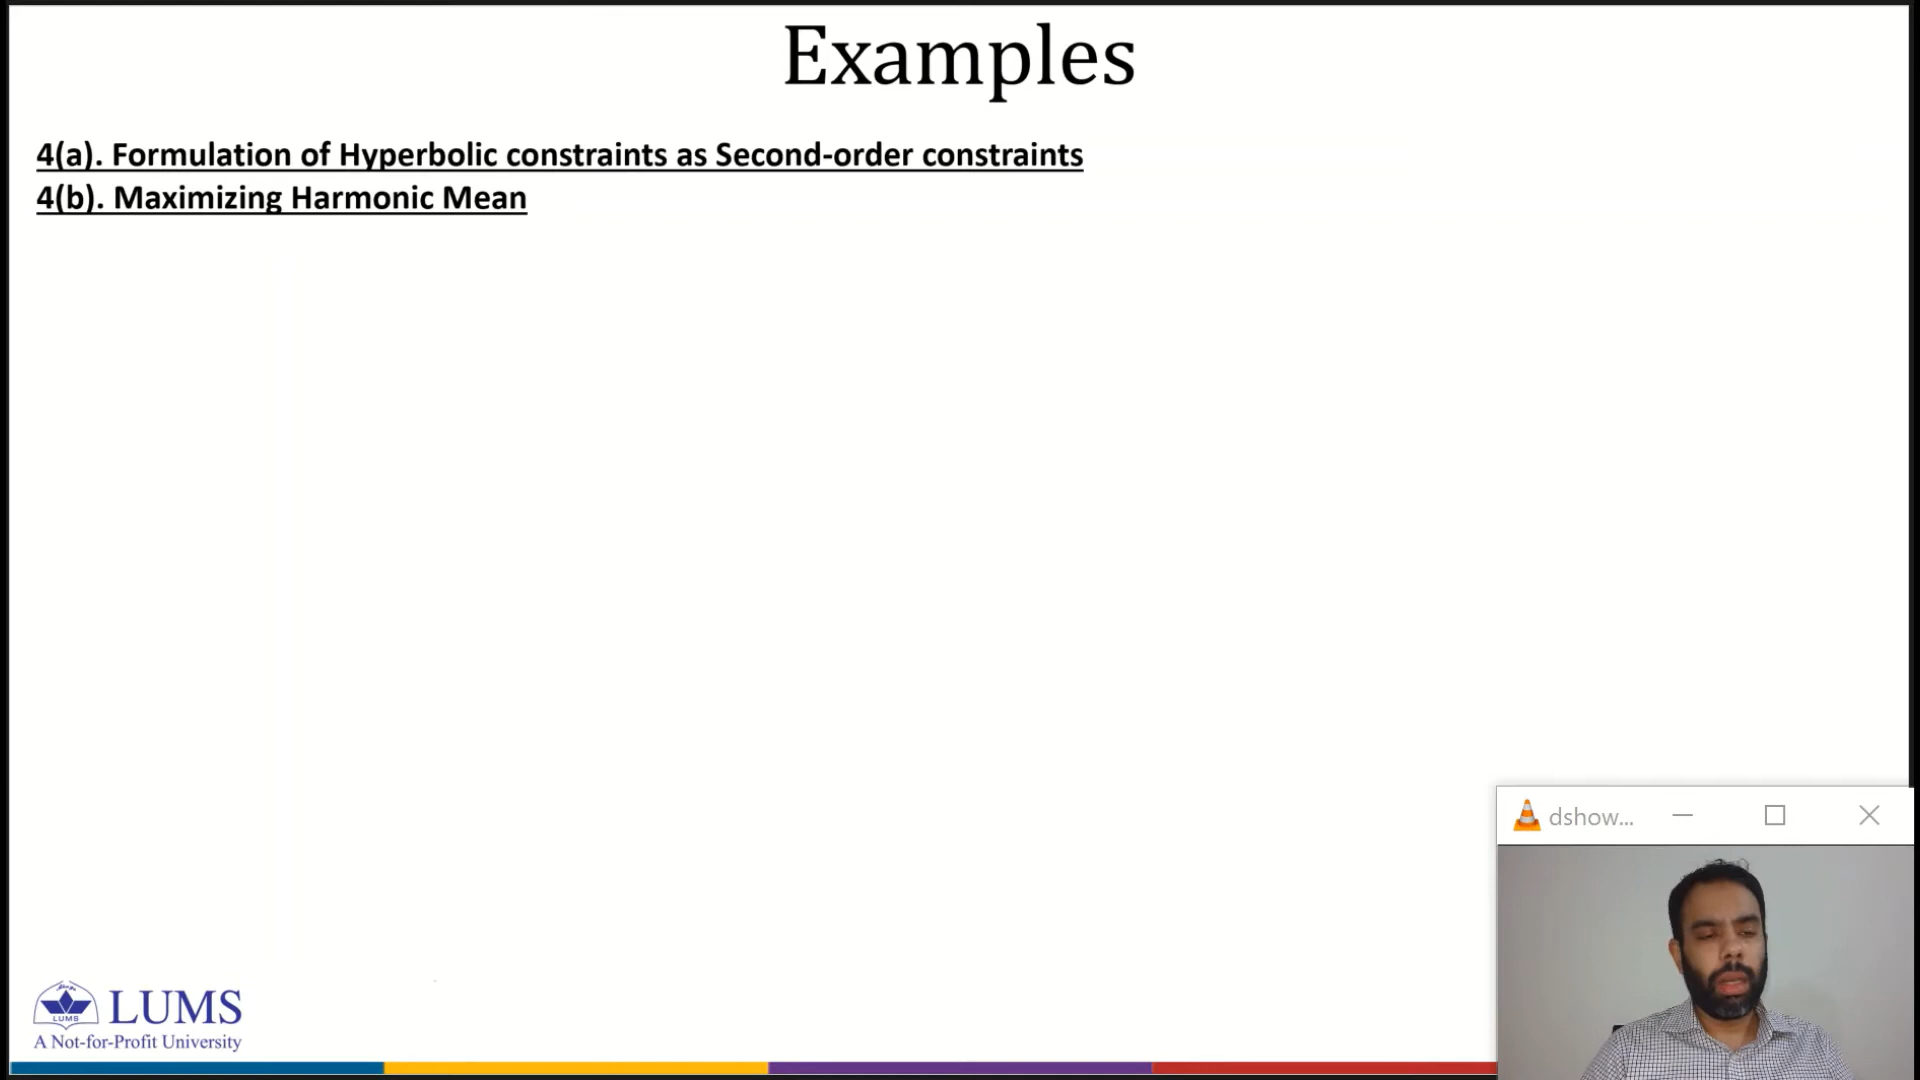 Examples
4(a). Formulation of Hyperbolic constraints as Second-order constraints
4(b). Maximizing Harmonic Mean
dshow...
LUMS
LUMS
A Not-for-Profit University